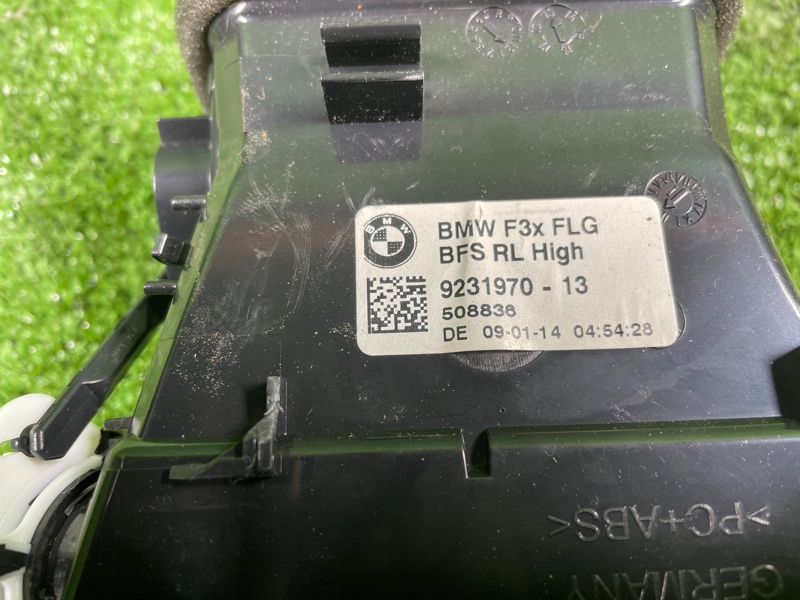 BMW
BMW F3x FLG
BFS RL High
9231970 - 13
508836
DE 09-01-14 04:54:28
>PC+ABS<
GERMANY